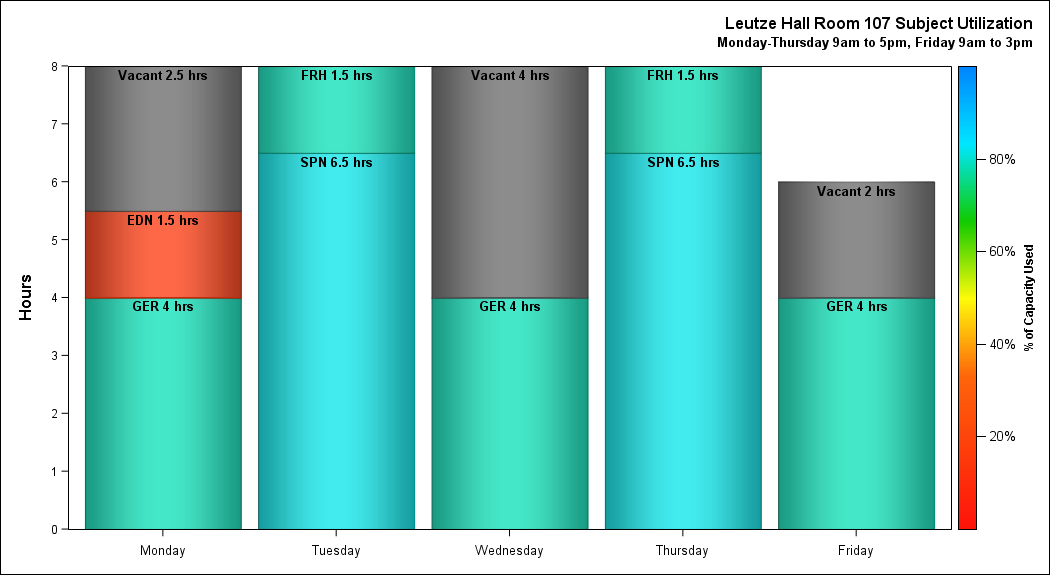 Leutze Hall Room 107 Subject Utilization
Monday-Thursday 9am to 5pm, Friday 9am to 3pm
Hours
8
7
6
5
4
3
2
1
0
Vacant 2.5 hrs
EDN 1.5 hrs
GER 4 hrs
FRH 1.5 hrs
SPN 6.5 hrs
Vacant 4 hrs
GER 4 hrs
FRH 1.5 hrs
SPN 6.5 hrs
Vacant 2 hrs
GER 4 hrs
Monday
Tuesday
Wednesday
Thursday
Friday
80%
60%
40%
20%
% of Capacity Used